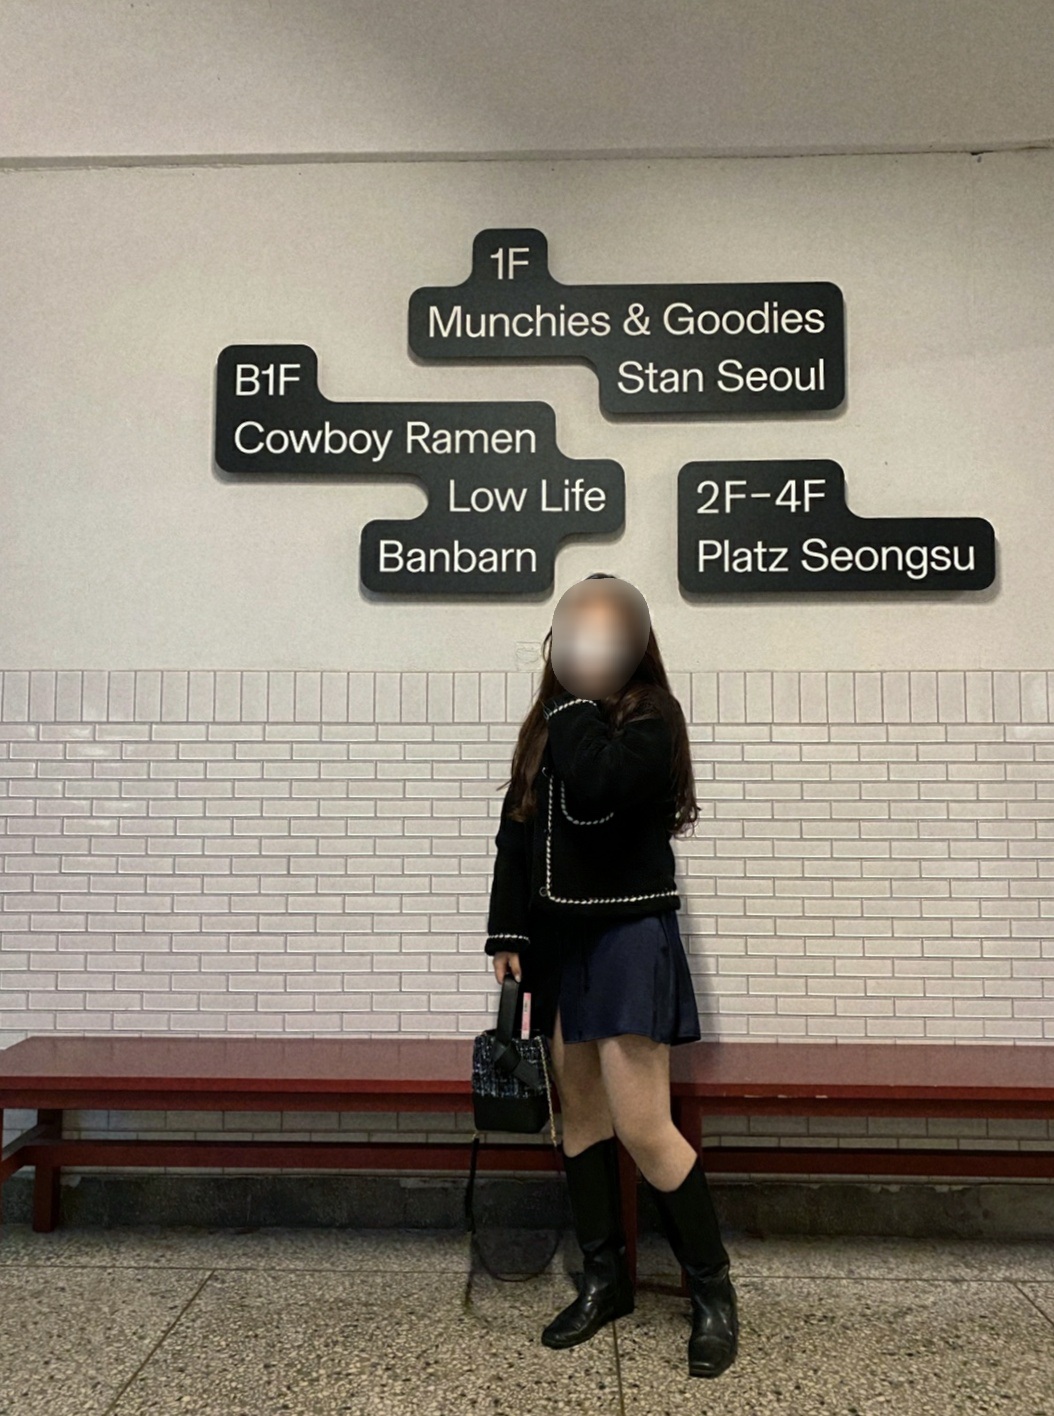 1F
Munchies & Goodies
Stan Seoul
B1F
Cowboy Ramen
Low Life
Banbarn
2F–4F
Platz Seongsu